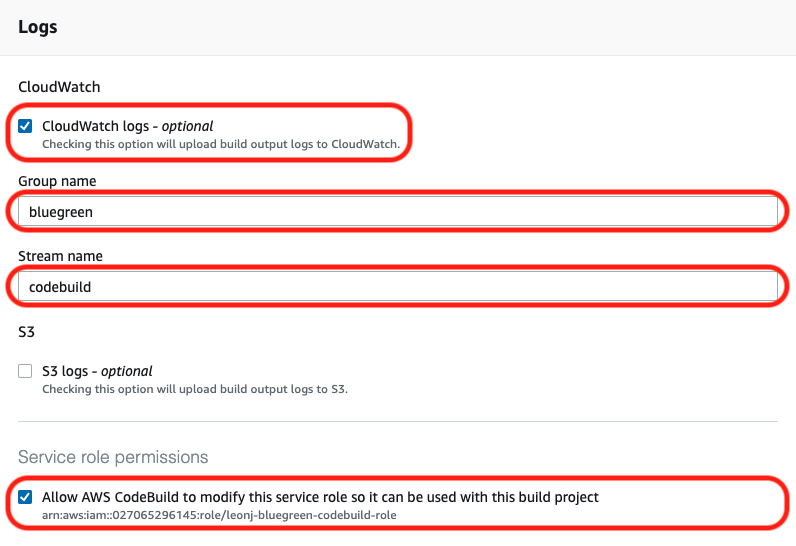 Logs
CloudWatch
CloudWatch logs - optional
Checking this option will upload build output logs to CloudWatch.
Group name
bluegreen
Stream name
codebuild
S3
S3 logs - optional
Checking this option will upload build output logs to S3.
Service role permissions
Allow AWS CodeBuild to modify this service role so it can be used with this build project
arn:aws:iam::027065296145:role/leonj-bluegreen-codebuild-role